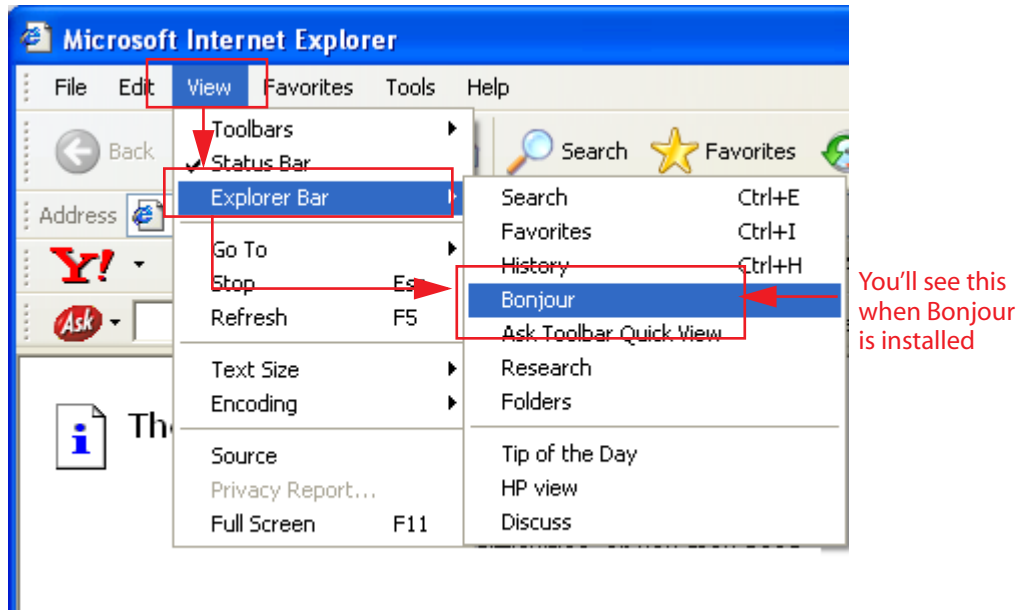 Microsoft Internet Explorer
File Edit View Favorites Tools Help
Back Search Favorites
Address
Y!
Ask
Toolbars
Status Bar
Explorer Bar
Go To
Stop Esc
Refresh F5
Text Size
Encoding
Source
Privacy Report...
Full Screen F11
Search Ctrl+E
Favorites Ctrl+I
History Ctrl+H
Bonjour
Ask Toolbar Quick View
Research
Folders
Tip of the Day
HP view
Discuss
You'll see this
when Bonjour
is installed